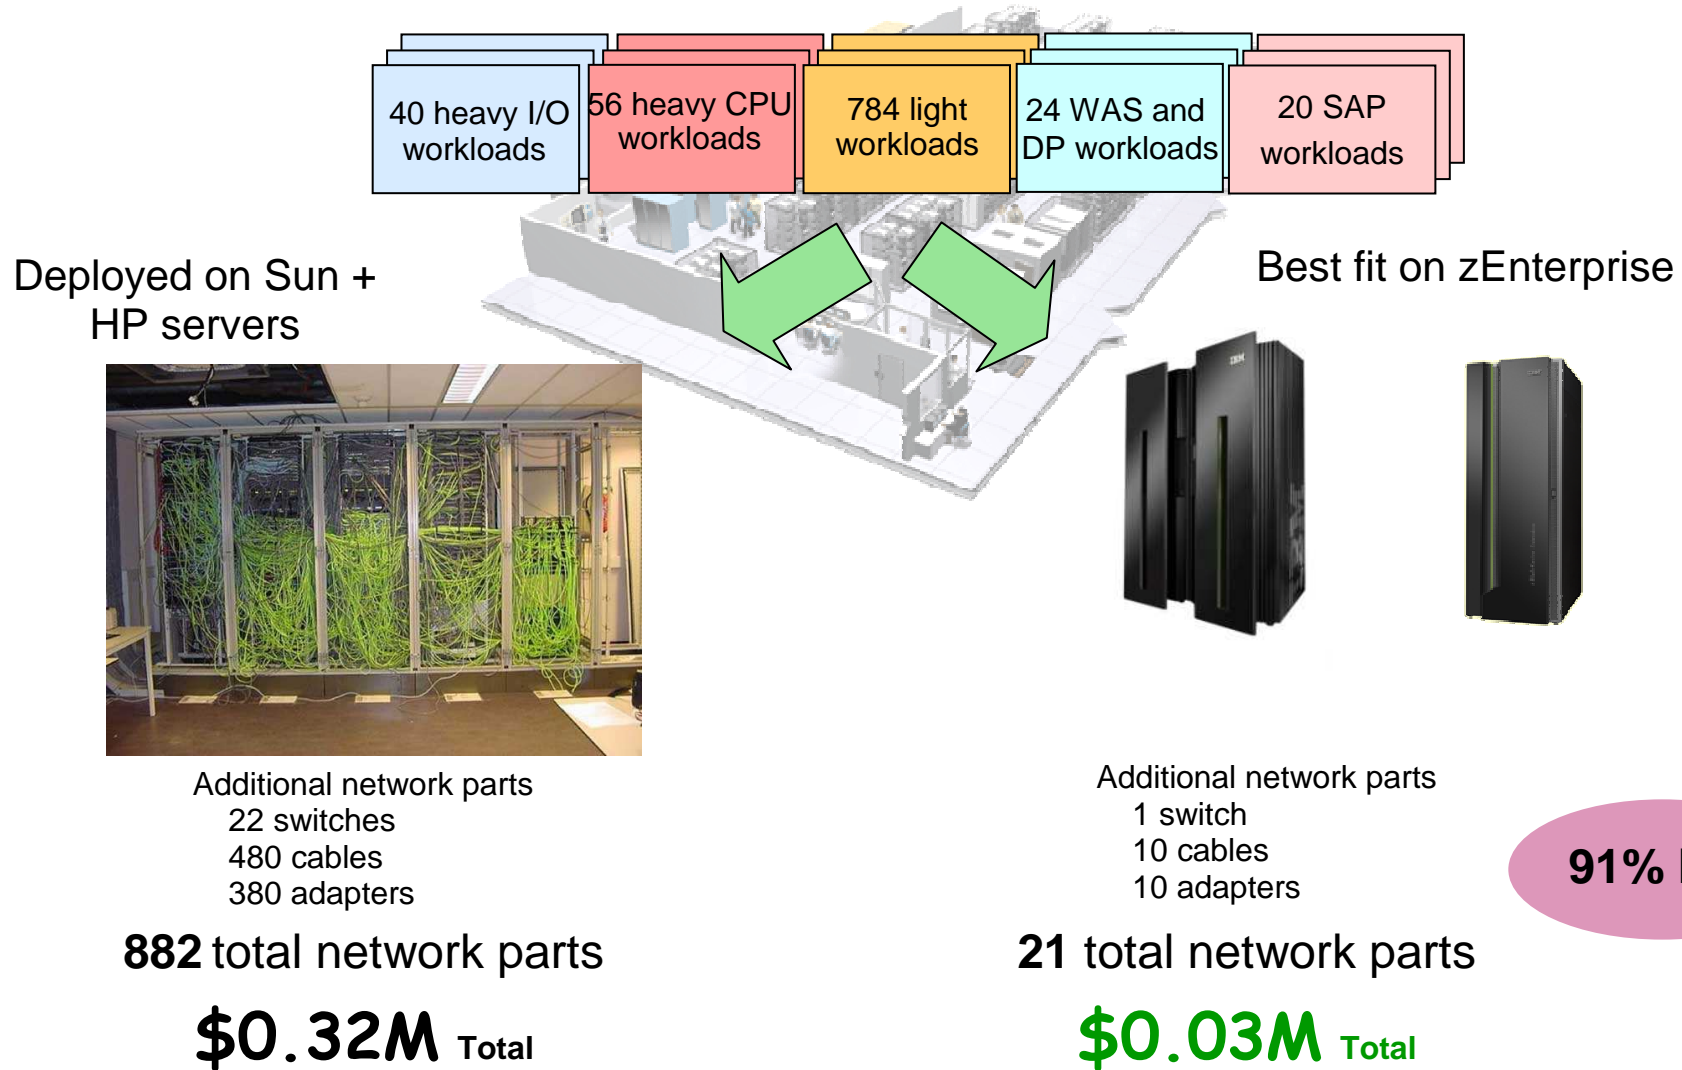 40 heavy I/O
workloads
56 heavy CPU
workloads
784 light
workloads
24 WAS and
DP workloads
20 SAP
workloads
Deployed on Sun +
HP servers
Best fit on zEnterprise
IBM
IBM
Additional network parts
22 switches
480 cables
380 adapters
882 total network parts
$0.32M Total
Additional network parts
1 switch
10 cables
10 adapters
21 total network parts
$0.03M Total
91%